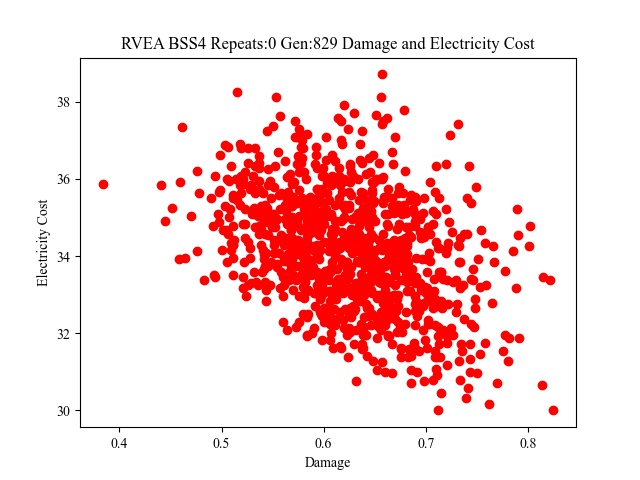 RVEA BSS4 Repeats:0 Gen:829 Damage and Electricity Cost
38
36
34
32
30
Electricity Cost
0.4 0.5 0.6 0.7 0.8
Damage